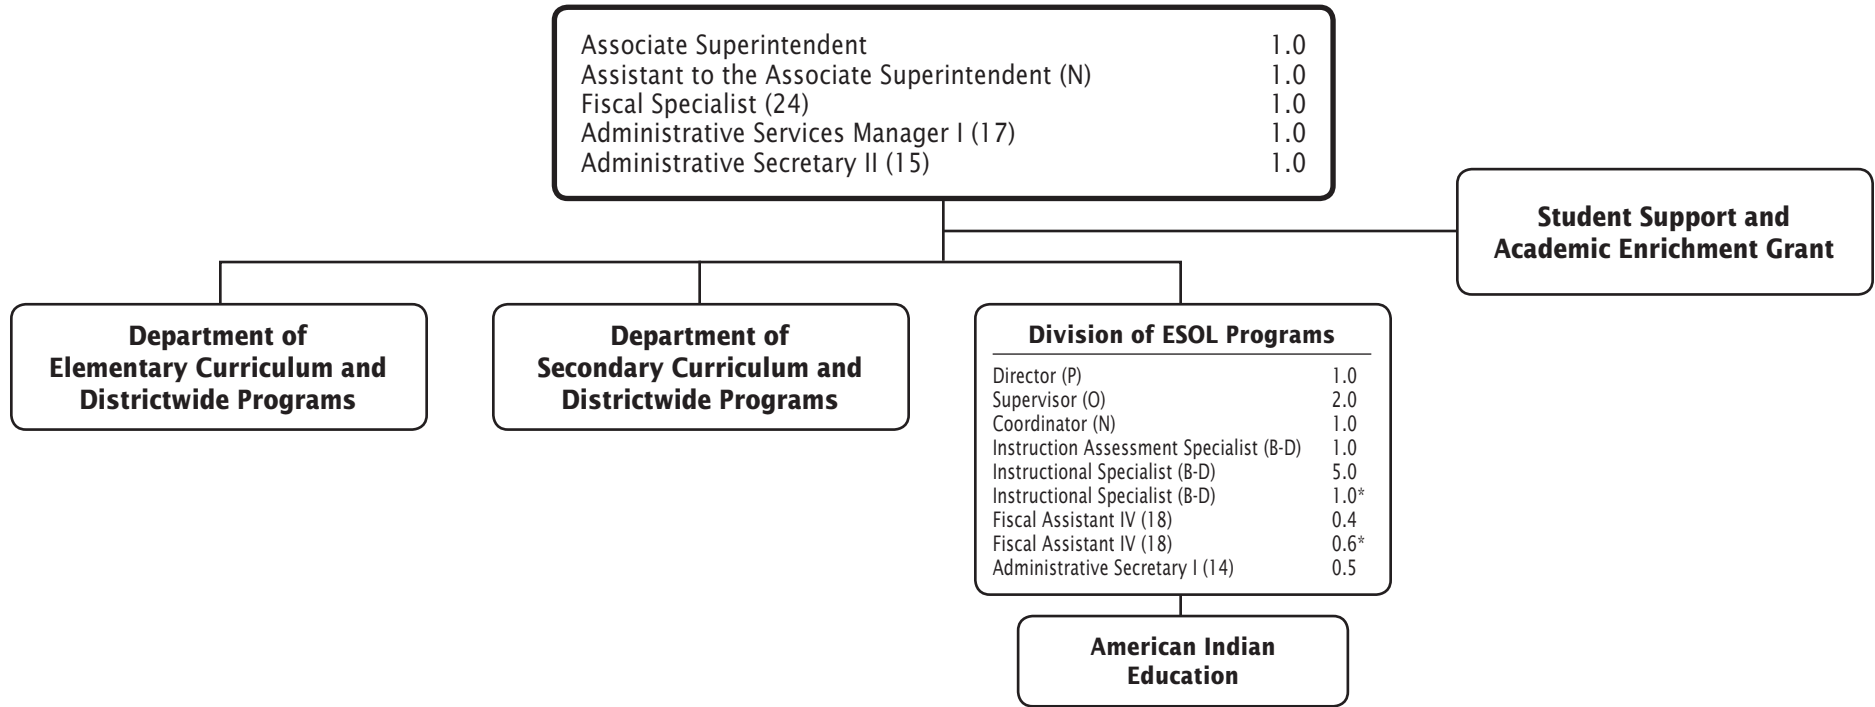 Associate Superintendent 1.0
Assistant to the Associate Superintendent (N) 1.0
Fiscal Specialist (24) 1.0
Administrative Services Manager I (17) 1.0
Administrative Secretary II (15) 1.0
Student Support and
Academic Enrichment Grant
Department of
Elementary Curriculum and
Districtwide Programs
Department of
Secondary Curriculum and
Districtwide Programs
Division of ESOL Programs
Director (P) 1.0
Supervisor (O) 2.0
Coordinator (N) 1.0
Instruction Assessment Specialist (B-D) 1.0
Instructional Specialist (B-D) 5.0
Instructional Specialist (B-D) 1.0*
Fiscal Assistant IV (18) 0.4
Fiscal Assistant IV (18) 0.6*
Administrative Secretary I (14) 0.5
American Indian
Education